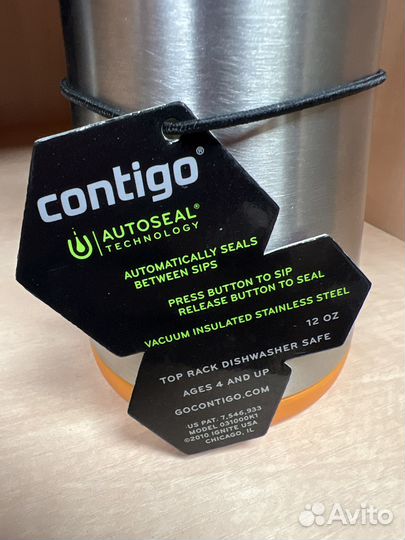 contigo®
AUTOSEAL®
TECHNOLOGY
AUTOMATICALLY SEALS
BETWEEN SIPS
PRESS BUTTON TO SIP
RELEASE BUTTON TO SEAL
VACUUM INSULATED STAINLESS STEEL
12 OZ
TOP RACK DISHWASHER SAFE
AGES 4 AND UP
GOCONTIGO.COM
US PAT. 7,546,933
MODEL 031000K1
©2010 IGNITE USA
CHICAGO, IL
Avito